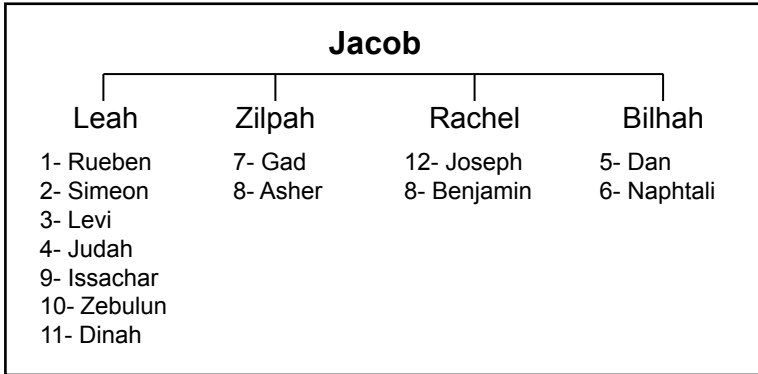 Jacob
Leah
1- Rueben
2- Simeon
3- Levi
4- Judah
9- Issachar
10- Zebulun
11- Dinah
Zilpah
7- Gad
8- Asher
Rachel
12- Joseph
8- Benjamin
Bilhah
5- Dan
6- Naphtali